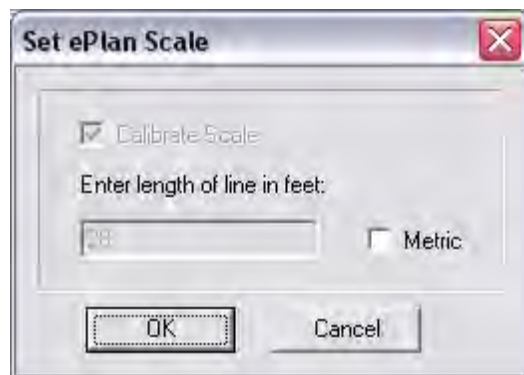 Set ePlan Scale
Calibrate Scale
Enter length of line in feet:
28
Metric
OK
Cancel